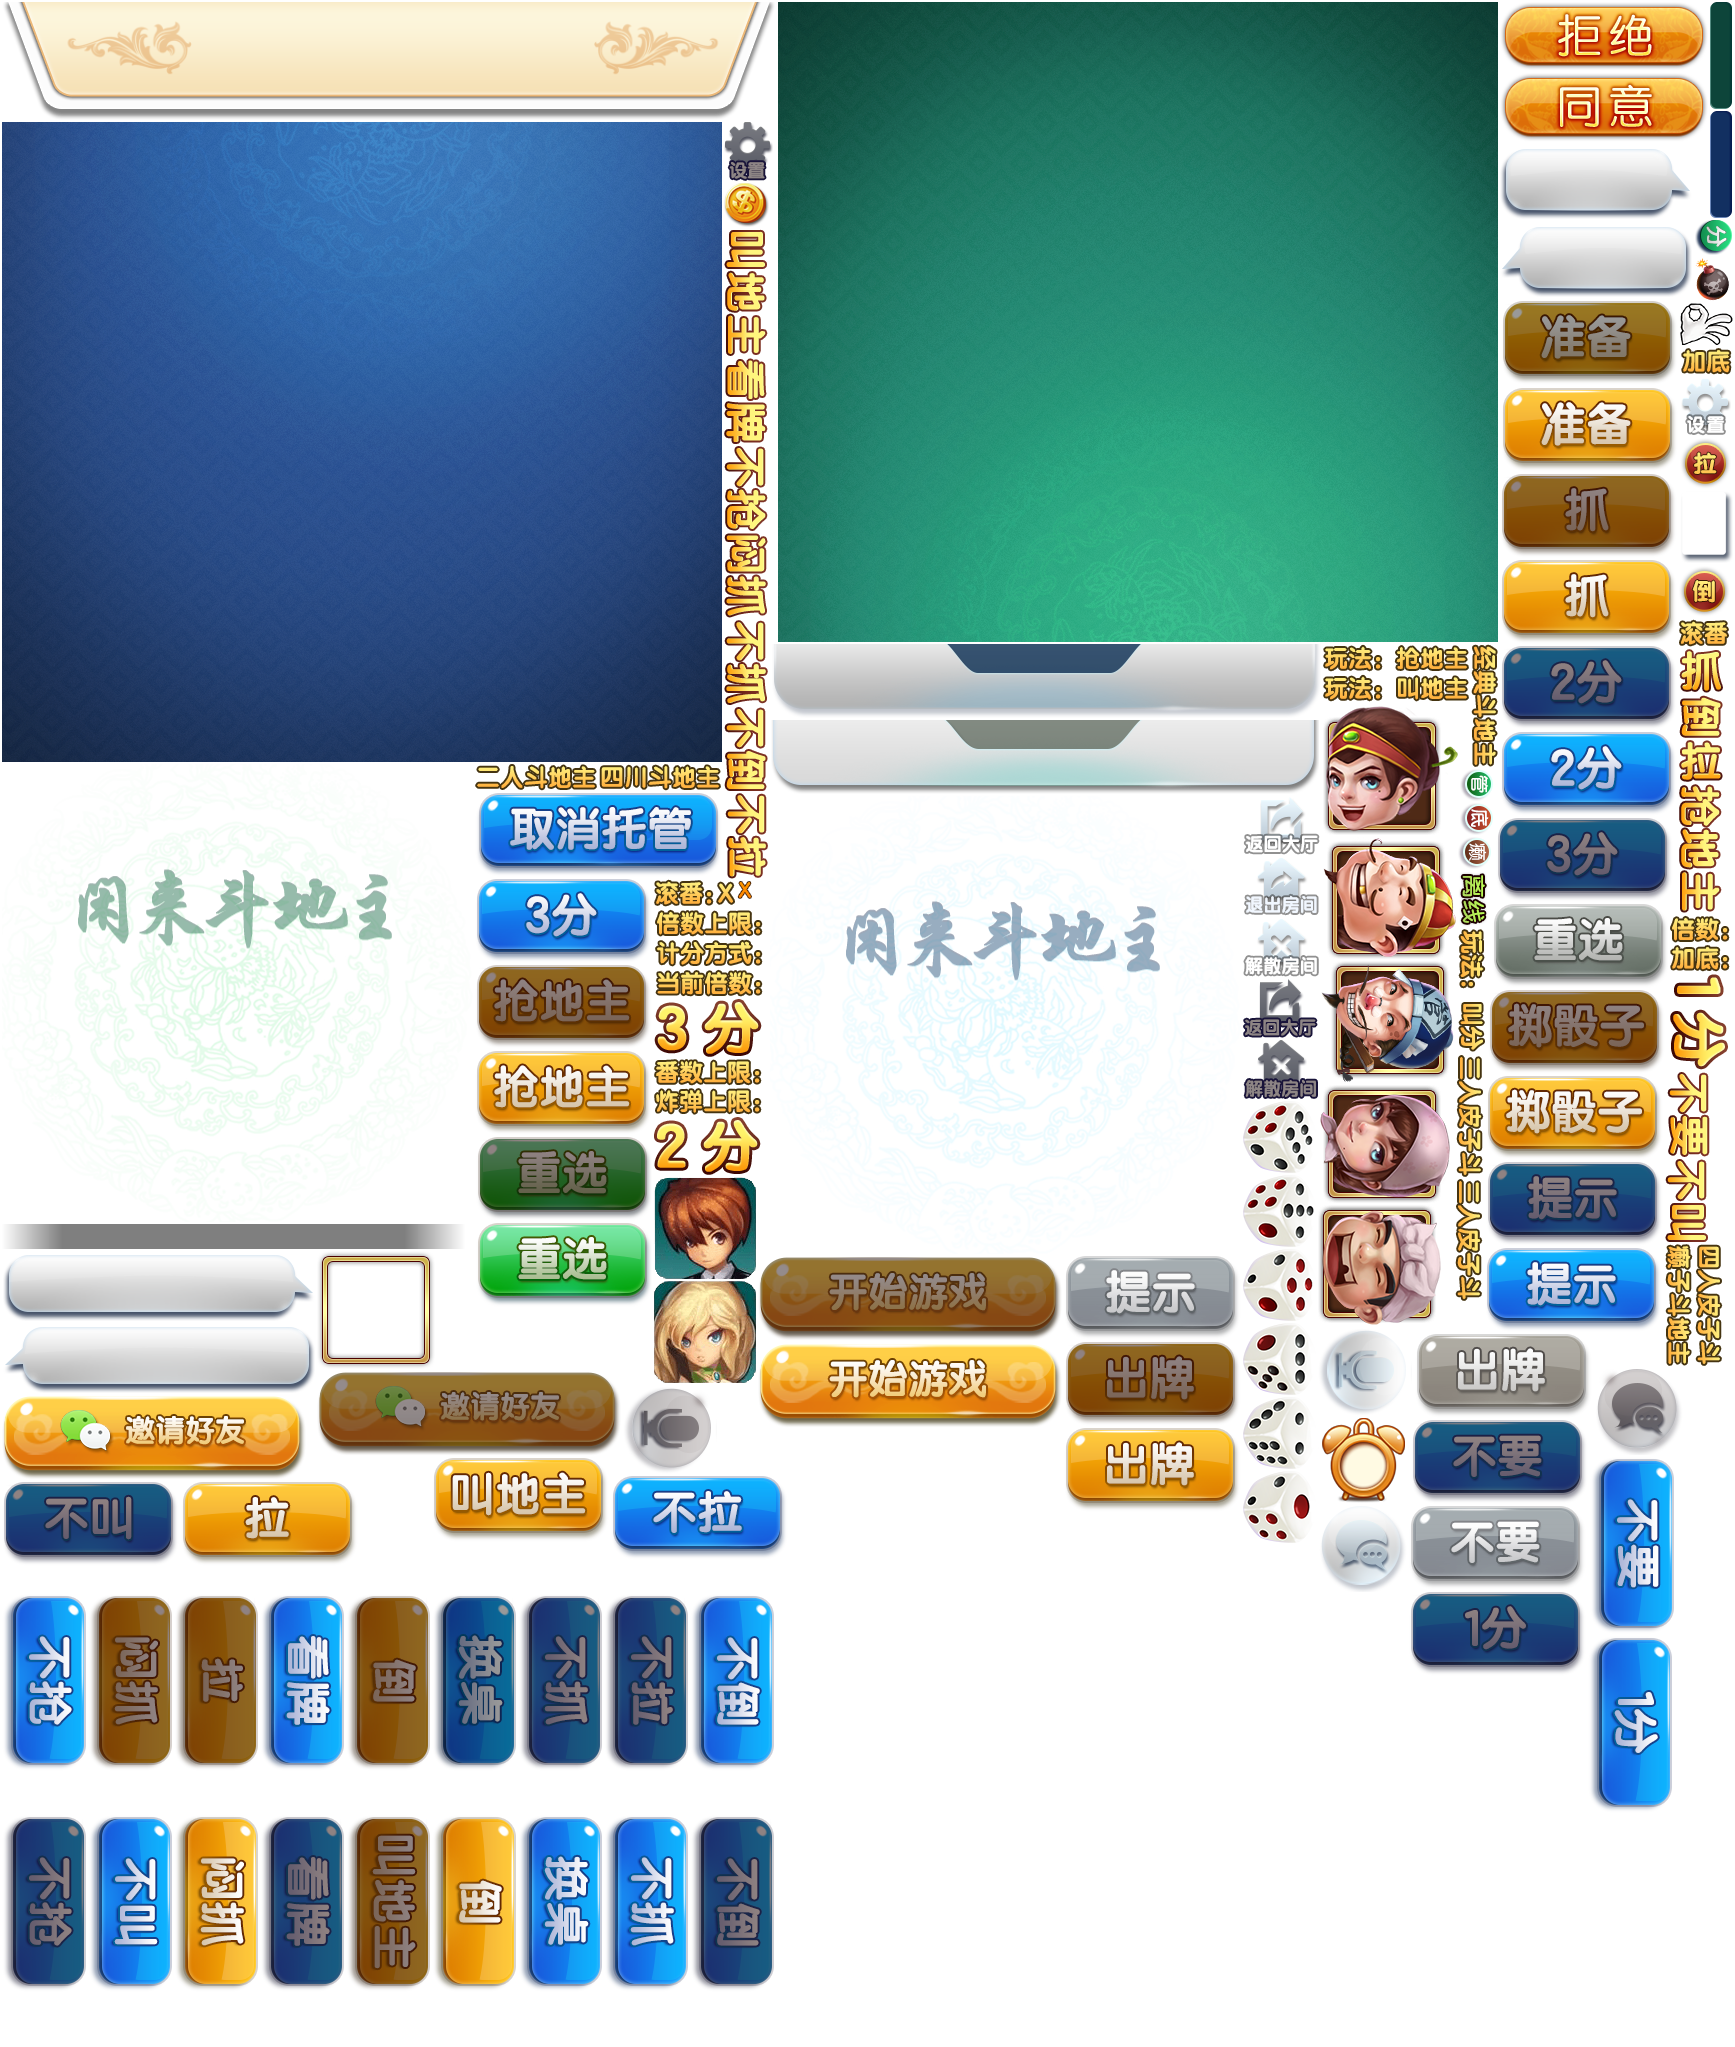 拒绝
同意
设置
$
分
叫地主
看牌
不抢
闷抓
不抓
不倒
不拉
准备
加底
准备
设置
拉
抓
抓
倒
滚番
玩法：抢地主
玩法：叫地主
经典斗地主
2分
抓
倒
拉
抢地主
2分
二人斗地主
四川斗地主
取消托管
管
底
癞
3分
闲来斗地主
闲来斗地主
返回大厅
退出房间
解散房间
返回大厅
解散房间
离线
玩法：
叫分
三人皮子斗
二人皮子斗
3分
滚番：X
X
倍数上限：
计分方式：
当前倍数：
重选
倍数：
加底：
1分
抢地主
3分
掷骰子
抢地主
番数上限：
炸弹上限：
掷骰子
不要
不叫
2分
重选
提示
重选
提示
四人皮子斗
癞子斗地主
开始游戏
提示
开始游戏
出牌
出牌
出牌
邀请好友
邀请好友
不要
不叫
拉
叫地主
不拉
不要
不要
1分
1分
不抢
闷抓
拉
看牌
倒
换桌
不抓
不拉
不倒
不抢
不叫
闷抓
看牌
叫地主
倒
换桌
不抓
不倒